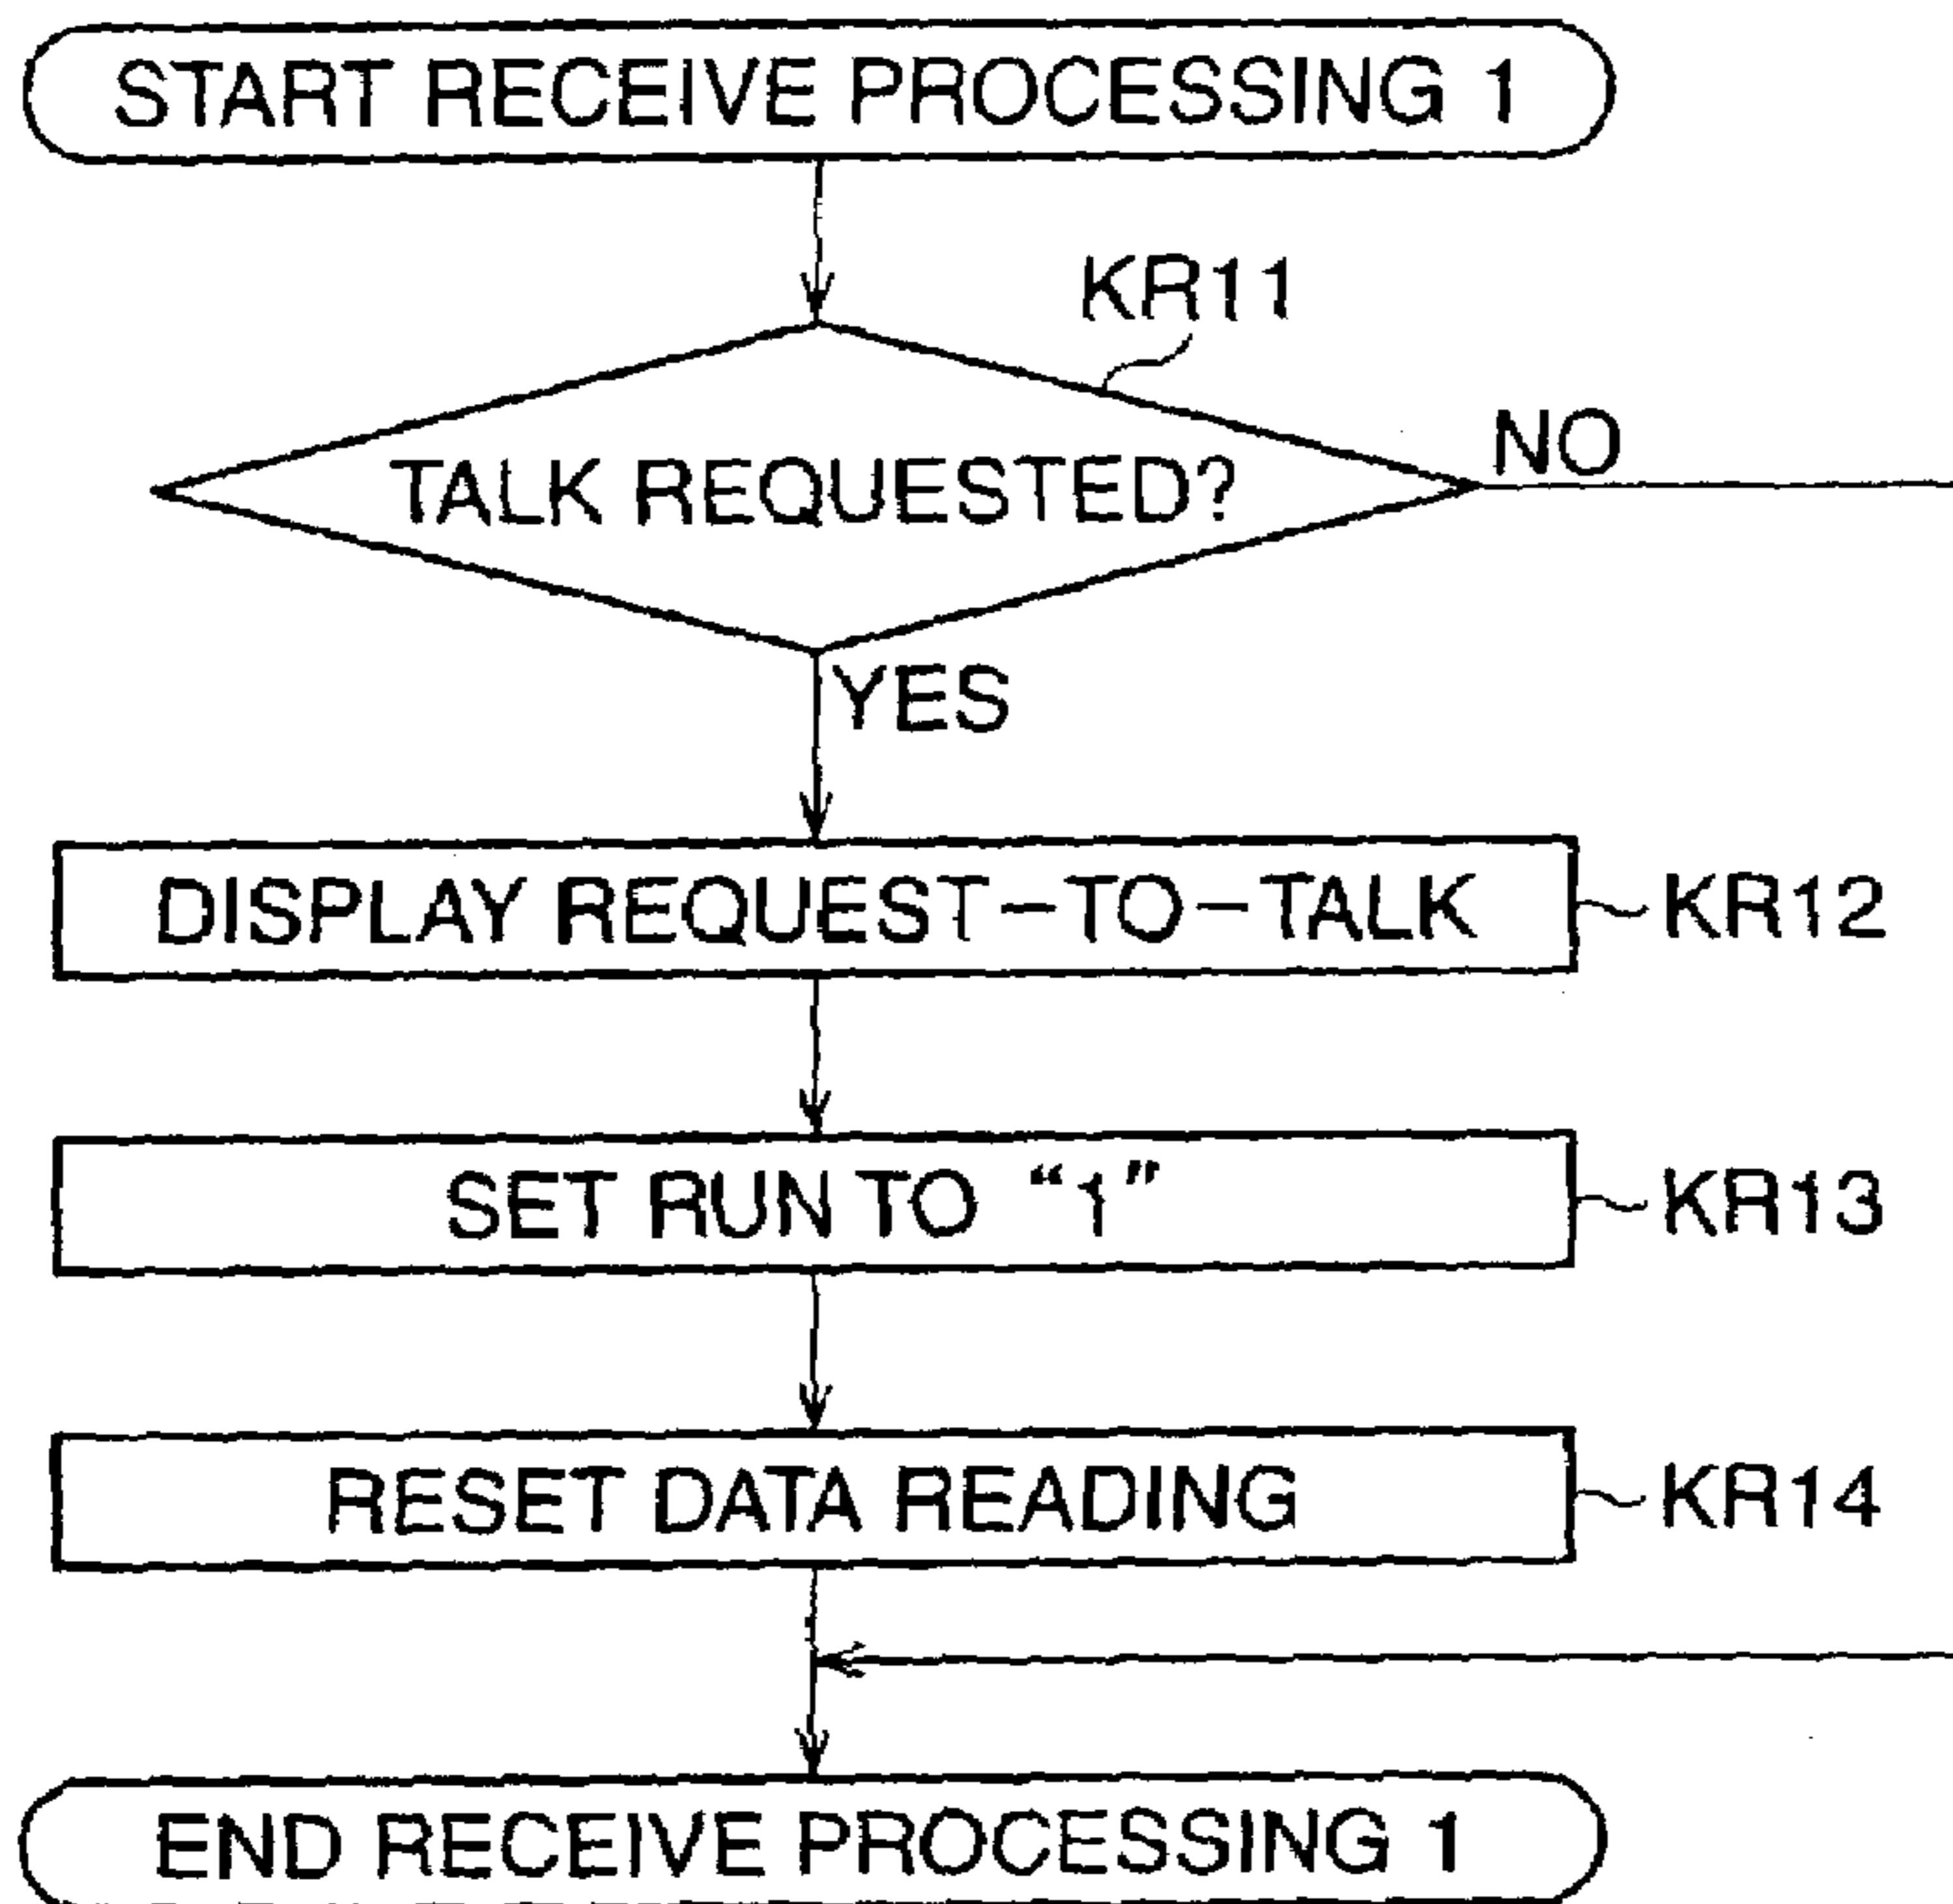 START RECEIVE PROCESSING 1
KR11
TALK REQUESTED?
NO
YES
DISPLAY REQUEST-TO-TALK
KR12
SET RUN TO “1”
KR13
RESET DATA READING
KR14
END RECEIVE PROCESSING 1